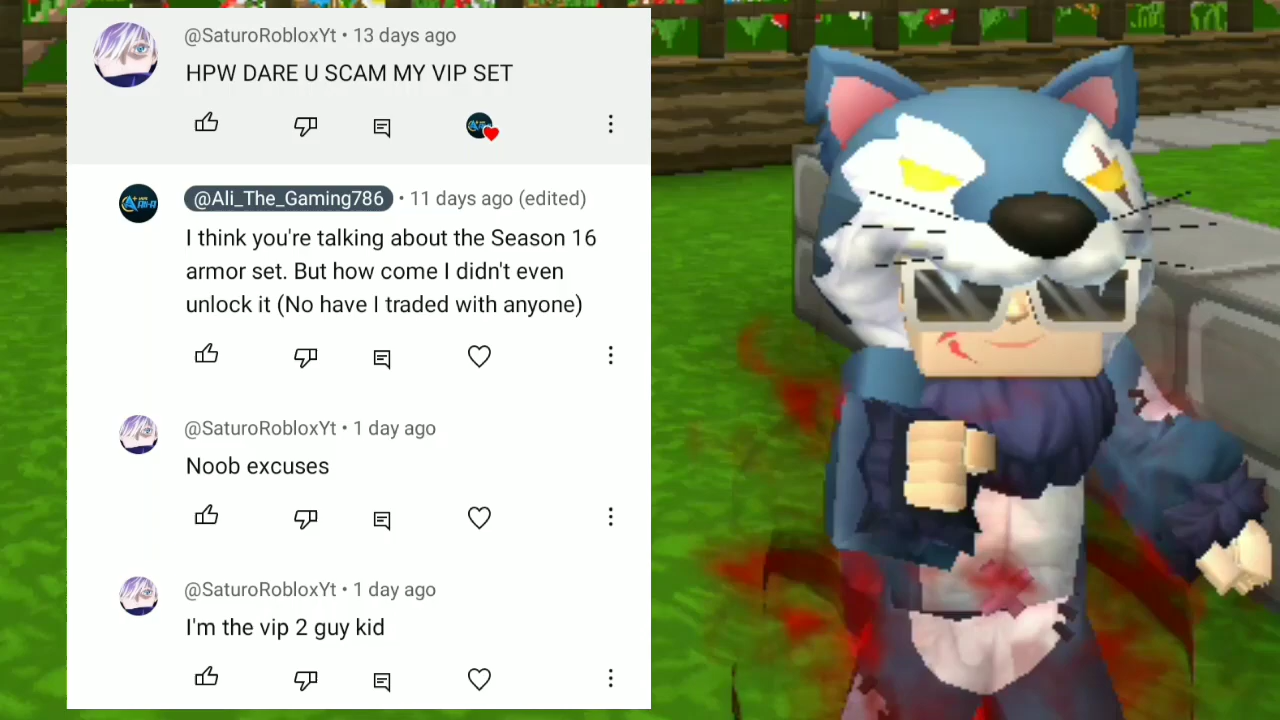 @SaturoRobloxYt • 13 days ago
HPW DARE U SCAM MY VIP SET
@Ali_The_Gaming786 • 11 days ago (edited)
I think you're talking about the Season 16
armor set. But how come I didn't even
unlock it (No have I traded with anyone)
@SaturoRobloxYt • 1 day ago
Noob excuses
@SaturoRobloxYt • 1 day ago
I'm the vip 2 guy kid